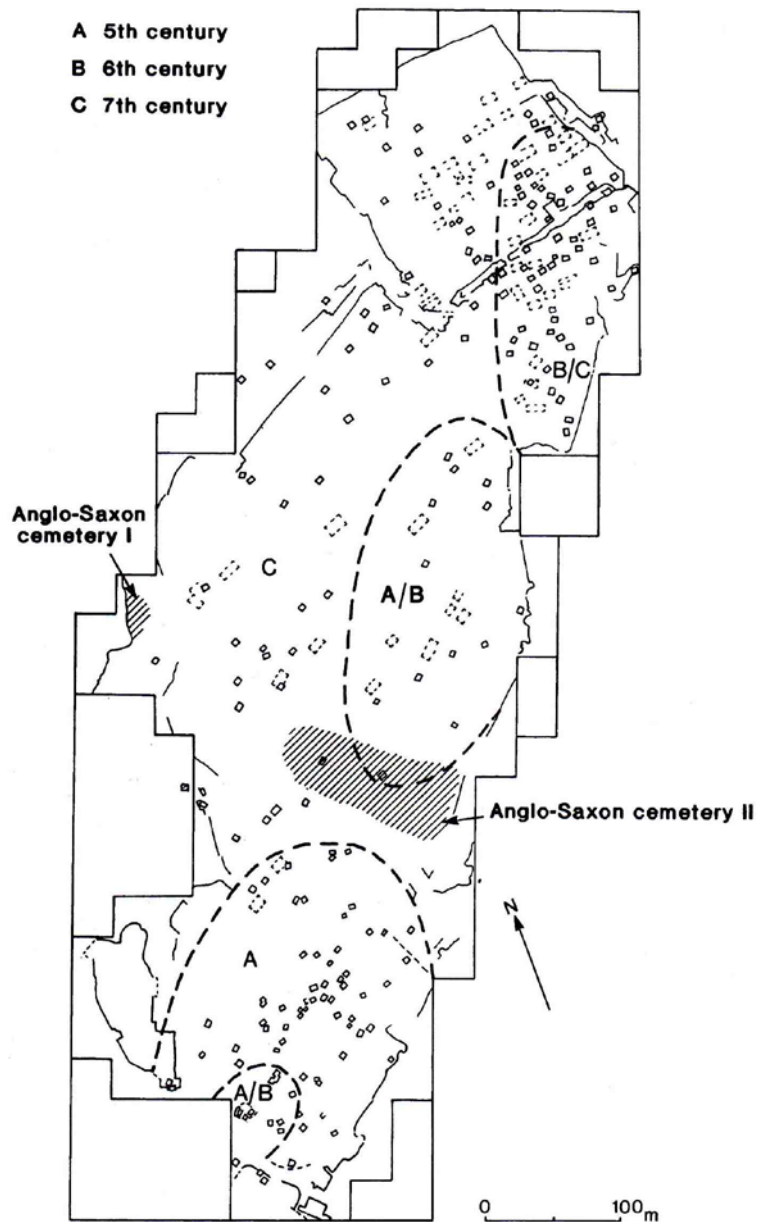 A 5th century
B 6th century
C 7th century
B/C
Anglo-Saxon
cemetery I
C
A/B
Anglo-Saxon cemetery II
N
A
A/B
0
100m